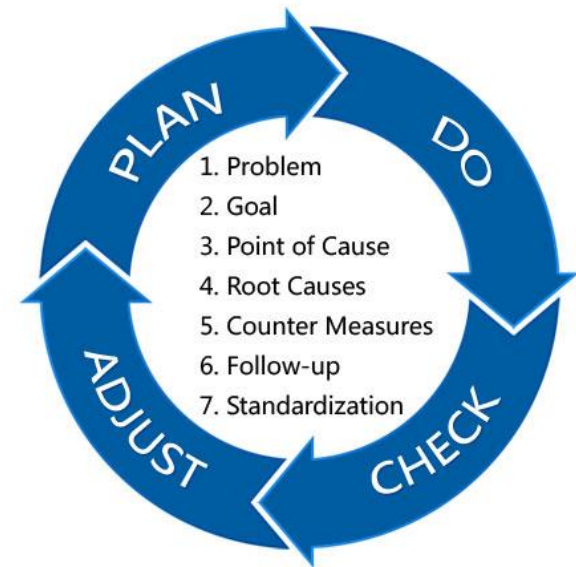 PLAN
DO
1. Problem
2. Goal
3. Point of Cause
4. Root Causes
5. Counter Measures
6. Follow-up
7. Standardization
CHECK
ADJUST